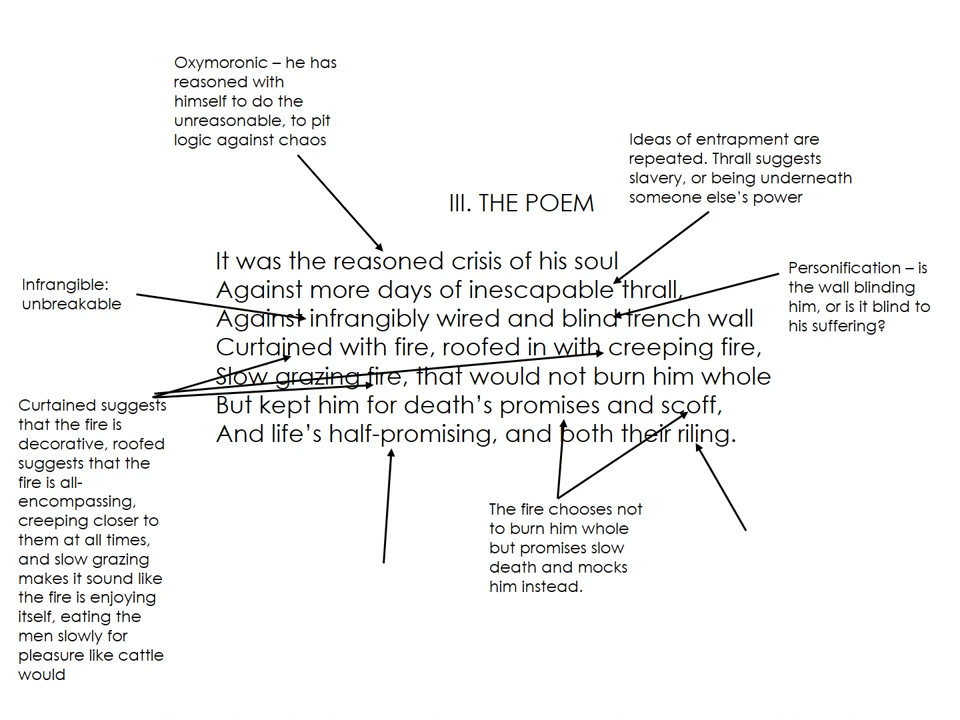 Oxymoronic – he has
reasoned with
himself to do the
unreasonable, to pit
logic against chaos
Ideas of entrapment are
repeated. Thrall suggests
slavery, or being underneath
someone else's power
III. THE POEM
It was the reasoned crisis of his soul
Against more days of inescapable thrall,
Against infrangibly wired and blind trench wall
Curtained with fire, roofed in with creeping fire,
Slow grazing fire, that would not burn him whole
But kept him for death's promises and scoff,
And life's half-promising, and both their riling.
Infrangible:
unbreakable
Personification – is
the wall blinding
him, or is it blind to
his suffering?
Curtained suggests
that the fire is
decorative, roofed
suggests that the
fire is all-
encompassing,
creeping closer to
them at all times,
and slow grazing
makes it sound like
the fire is enjoying
itself, eating the
men slowly for
pleasure like cattle
would
The fire chooses not
to burn him whole
but promises slow
death and mocks
him instead.